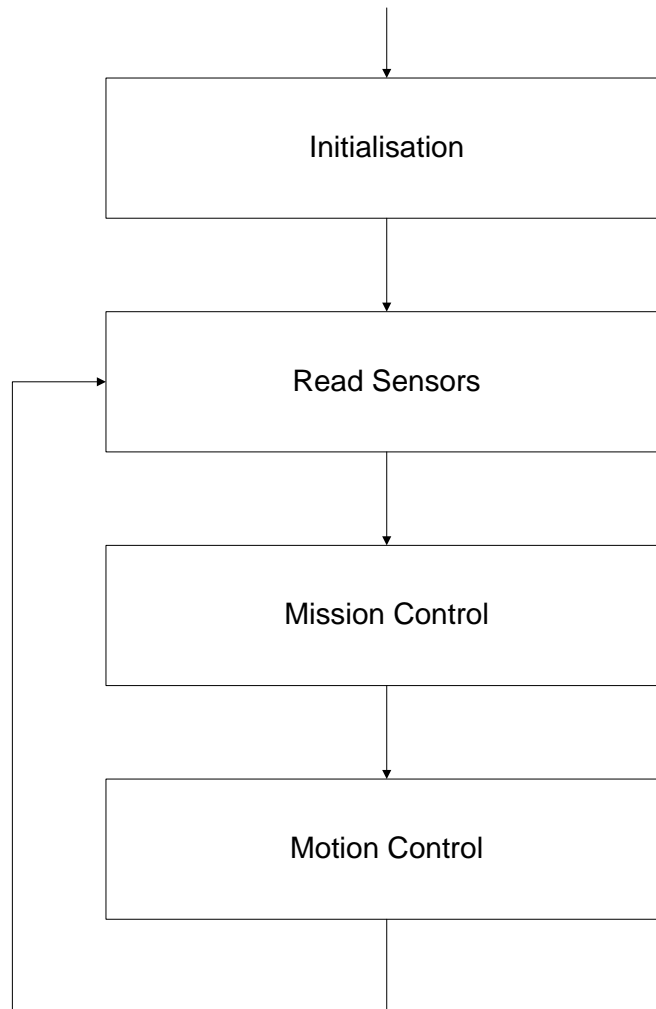 Initialisation
Read Sensors
Mission Control
Motion Control